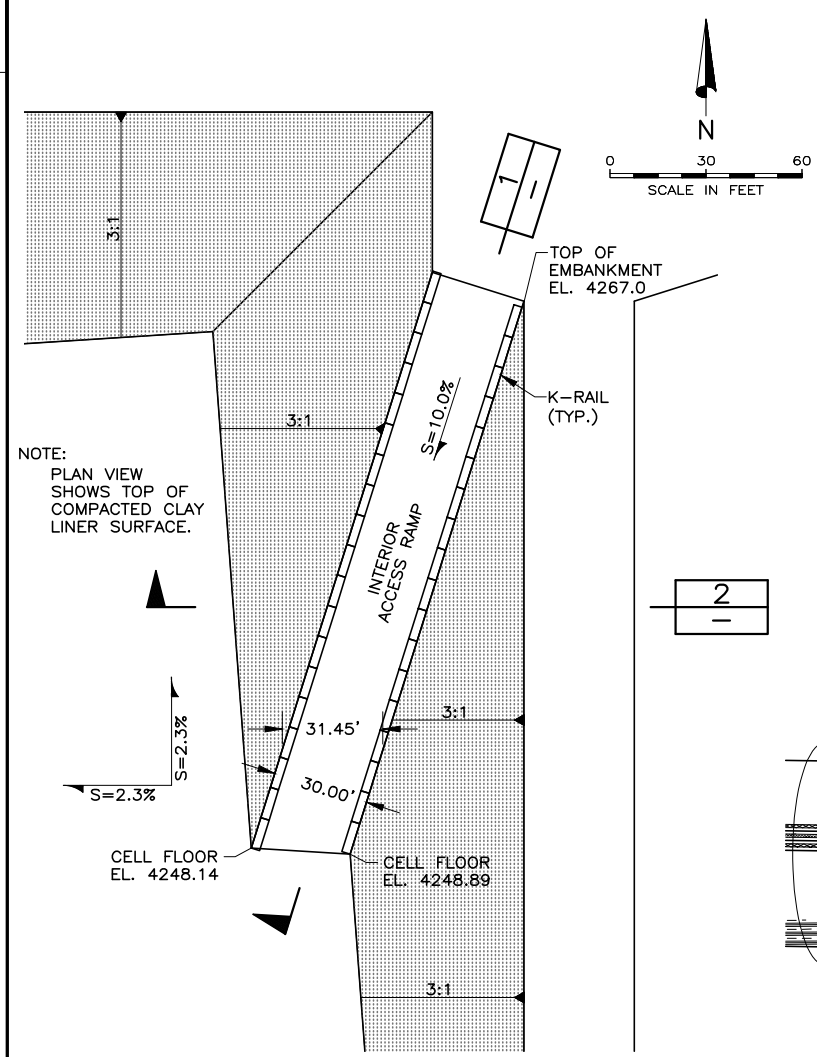 N
0 30 60
SCALE IN FEET
1
–
TOP OF
EMBANKMENT
EL. 4267.0
3:1
K–RAIL
(TYP.)
S=10.0%
3:1
NOTE:
PLAN VIEW
SHOWS TOP OF
COMPACTED CLAY
LINER SURFACE.
INTERIOR
ACCESS RAMP
2
–
3:1
31.45'
S=2.3%
S=2.3%
30.00'
CELL FLOOR
EL. 4248.14
CELL FLOOR
EL. 4248.89
3:1